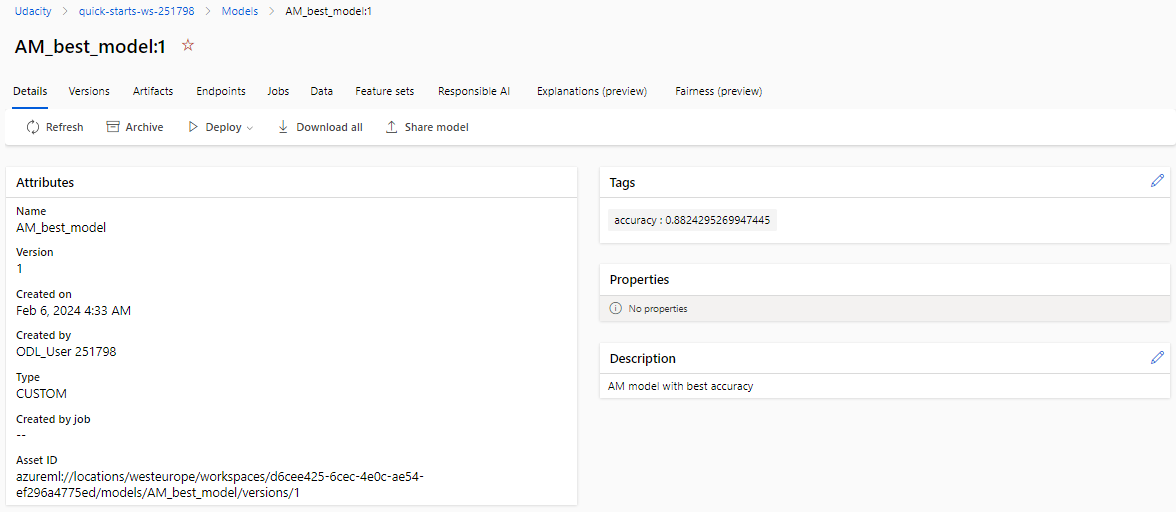 Udacity > quick-starts-ws-251798 > Models > AM_best_model:1
AM_best_model:1
Details Versions Artifacts Endpoints Jobs Data Feature sets Responsible AI Explanations (preview) Fairness (preview)
Refresh Archive Deploy Download all Share model
Attributes
Name
AM_best_model
Version
1
Created on
Feb 6, 2024 4:33 AM
Created by
ODL_User 251798
Type
CUSTOM
Created by job
--
Asset ID
azureml://locations/westeurope/workspaces/d6cee425-6cec-4e0c-ae54-
ef296a4775ed/models/AM_best_model/versions/1
Tags
accuracy : 0.8824295269947445
Properties
No properties
Description
AM model with best accuracy